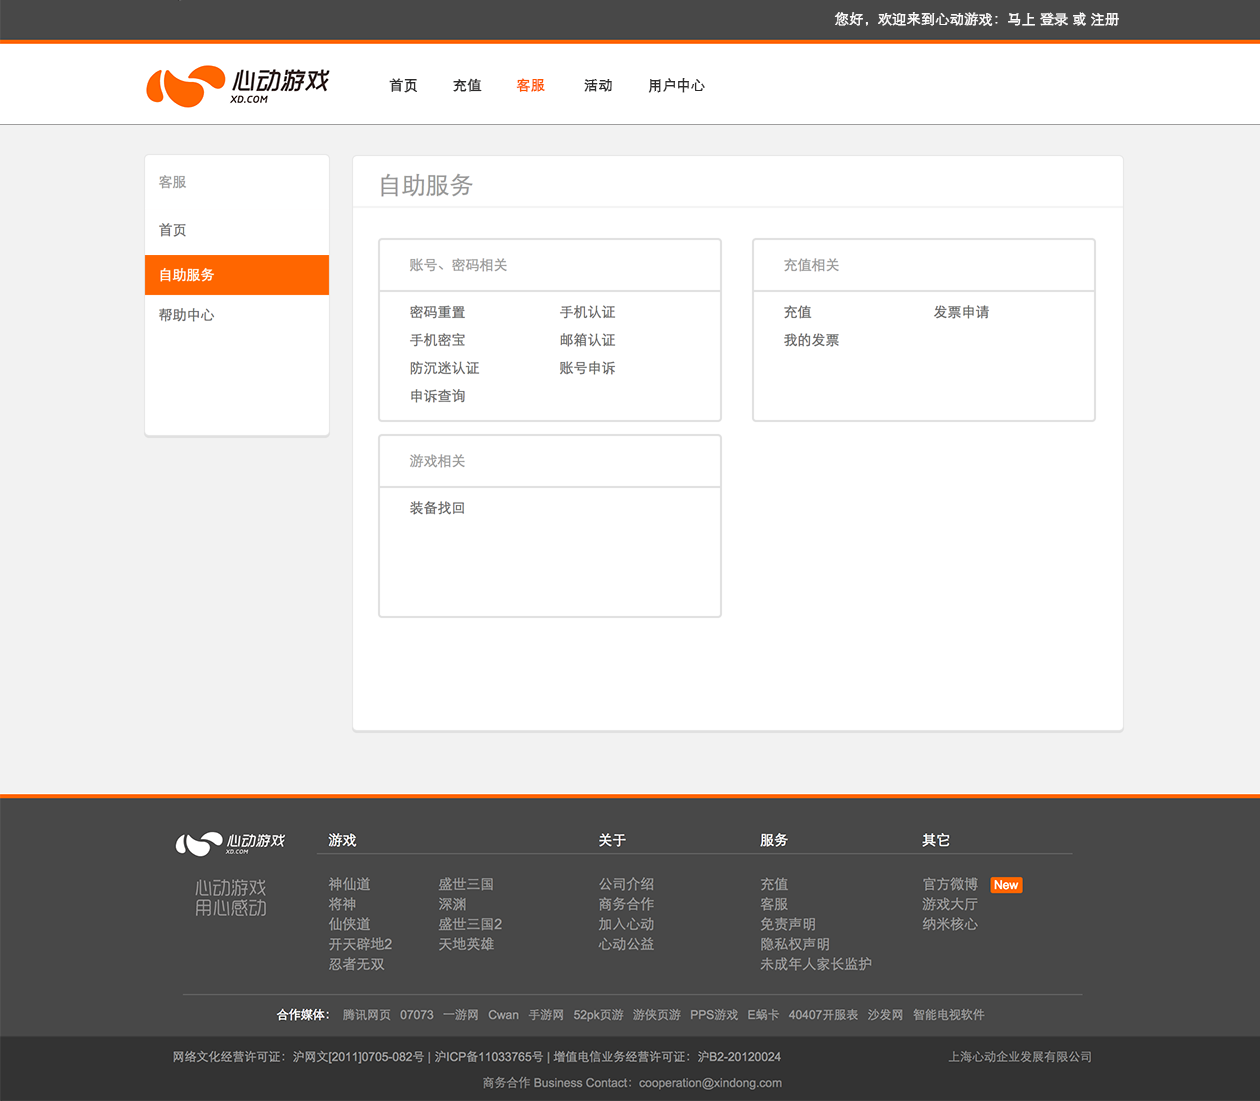 您好，欢迎来到心动游戏：马上 登录 或 注册
心动游戏
XD.COM
首页 充值 客服 活动 用户中心
客服
首页
自助服务
帮助中心
自助服务
账号、密码相关
密码重置 手机认证
手机密宝 邮箱认证
防沉迷认证 账号申诉
申诉查询
充值相关
充值 发票申请
我的发票
游戏相关
装备找回
心动游戏
XD.COM
心动游戏
用心感动
游戏 关于 服务 其它
神仙道 盛世三国 公司介绍 充值 官方微博 New
将神 深渊 商务合作 客服 游戏大厅
仙侠道 盛世三国2 加入心动 免责声明 纳米核心
开天辟地2 天地英雄 心动公益 隐私权声明
忍者无双 未成年人家长监护
合作媒体： 腾讯网页 07073 一游网 Cwan 手游网 52pk页游 游侠页游 PPS游戏 E蜗卡 40407开服表 沙发网 智能电视软件
网络文化经营许可证：沪网文[2011]0705-082号 | 沪ICP备11033765号 | 增值电信业务经营许可证：沪B2-20120024 上海心动企业发展有限公司
商务合作 Business Contact：cooperation@xindong.com